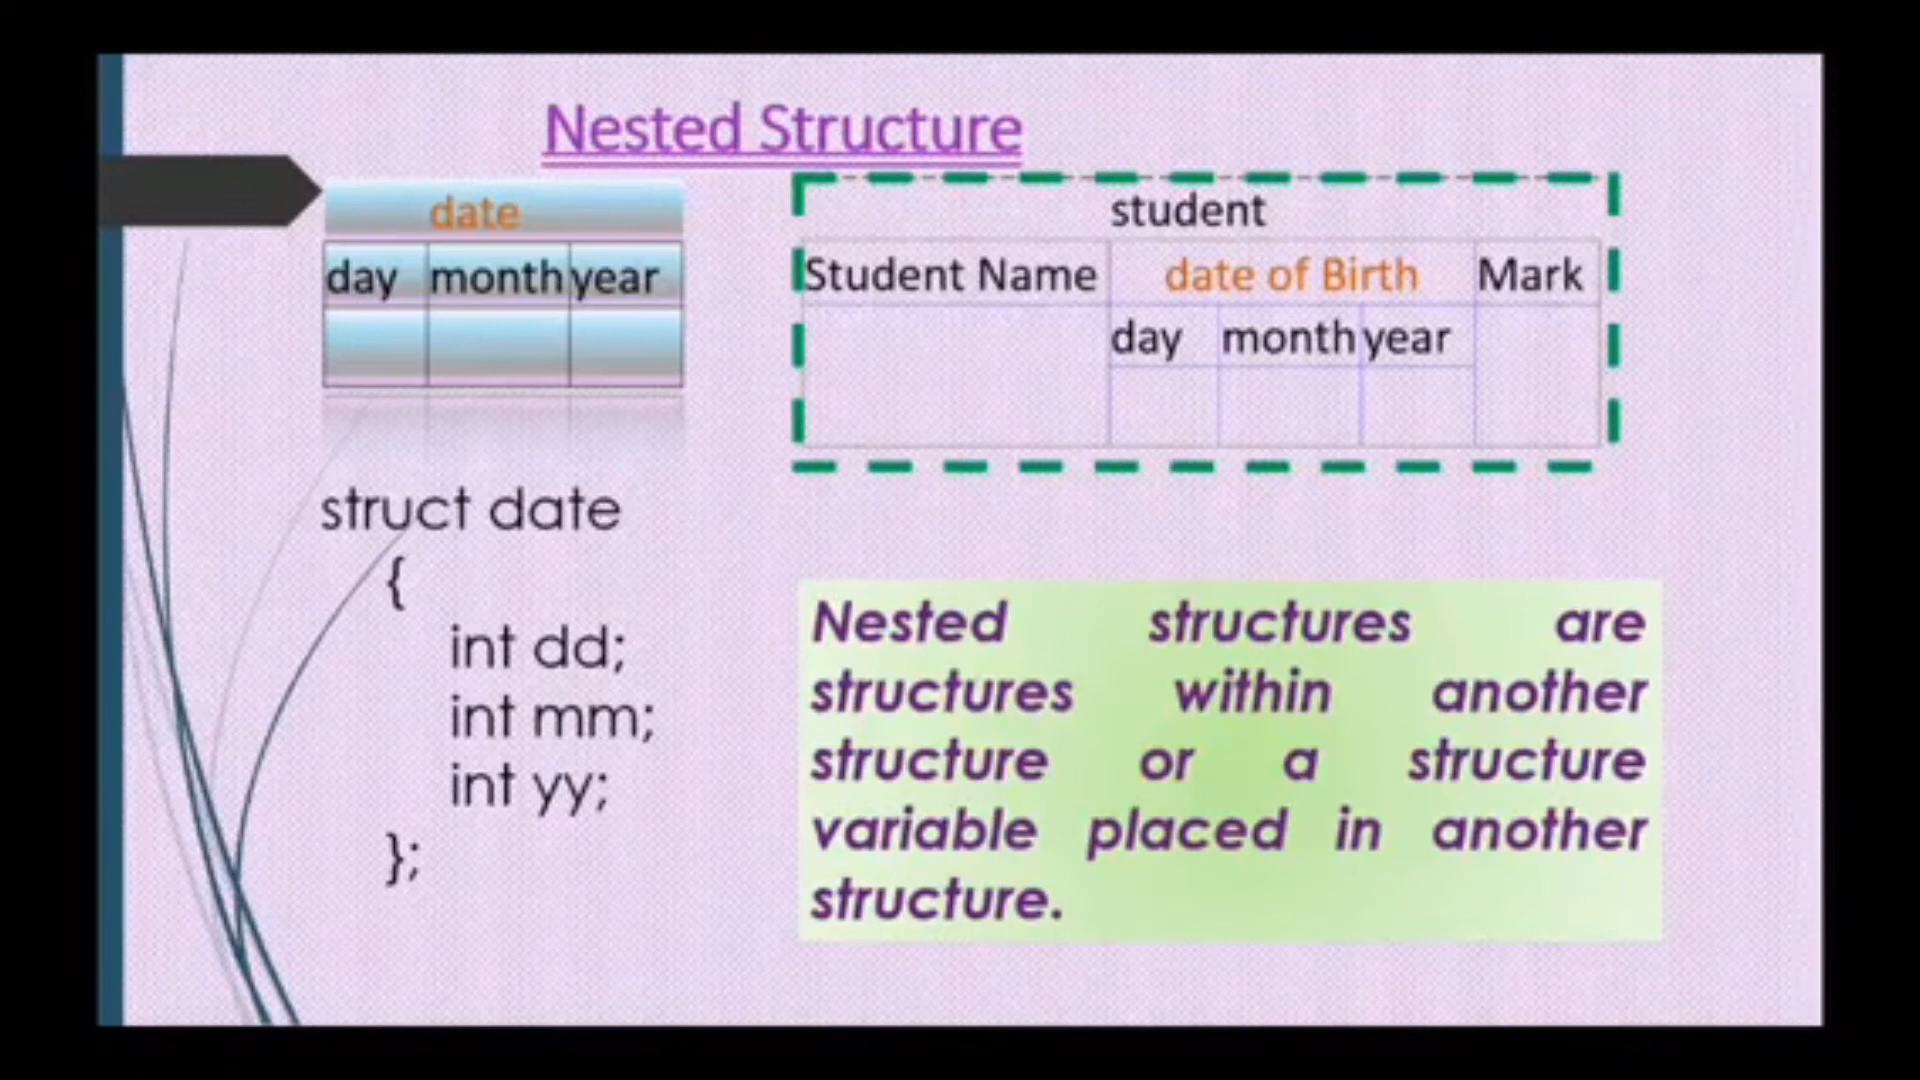 Nested Structure
date
day month year
student
Student Name date of Birth Mark
day month year
struct date
{
int dd;
int mm;
int yy;
};
Nested structures are
structures within another
structure or a structure
variable placed in another
structure.